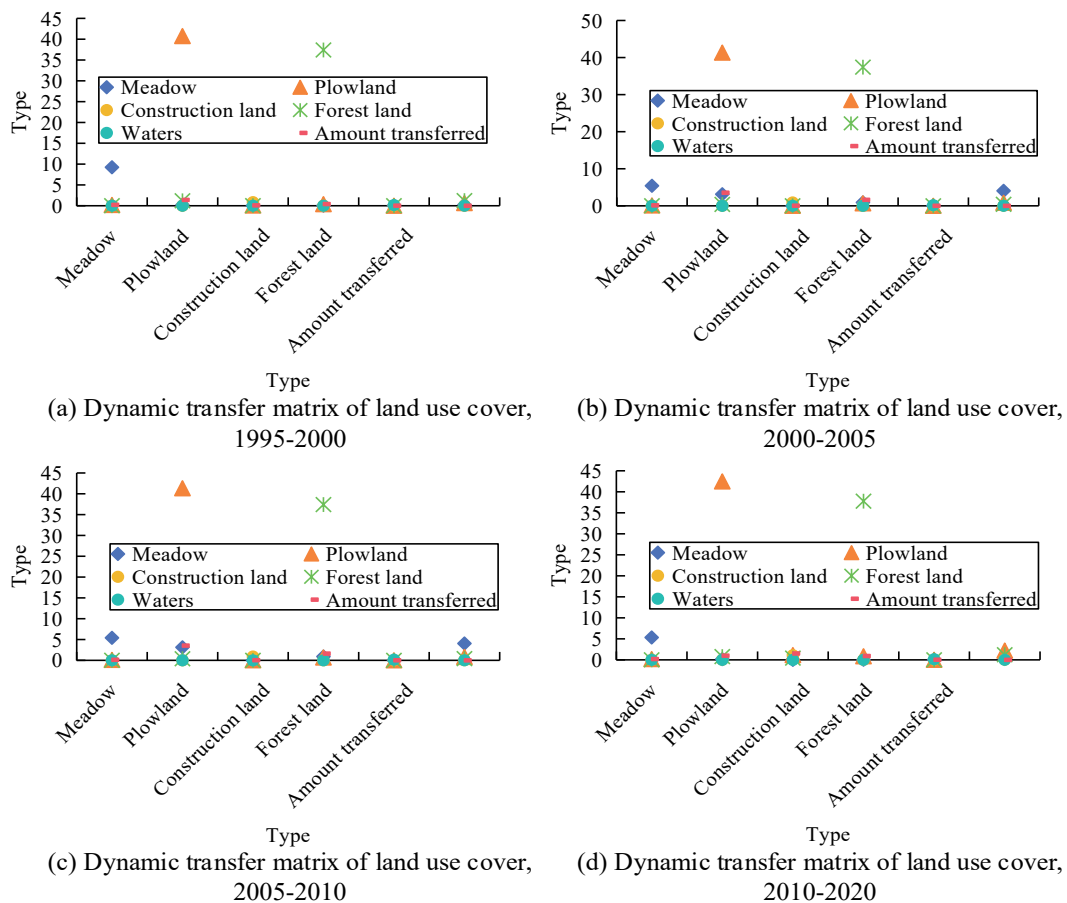 45
40
35
30
25
20
15
10
5
0
Type
Meadow
Plowland
Construction land
Forest land
Waters
Amount transferred
Meadow
Plowland
Construction land
Forest land
Amount transferred
Type
(a) Dynamic transfer matrix of land use cover,
1995-2000
50
40
30
20
10
0
Type
Meadow
Plowland
Construction land
Forest land
Waters
Amount transferred
Meadow
Plowland
Construction land
Forest land
Amount transferred
Type
(b) Dynamic transfer matrix of land use cover,
2000-2005
45
40
35
30
25
20
15
10
5
0
Type
Meadow
Plowland
Construction land
Forest land
Waters
Amount transferred
Meadow
Plowland
Construction land
Forest land
Amount transferred
Type
(c) Dynamic transfer matrix of land use cover,
2005-2010
45
40
35
30
25
20
15
10
5
0
Type
Meadow
Plowland
Construction land
Forest land
Waters
Amount transferred
Meadow
Plowland
Construction land
Forest land
Amount transferred
Type
(d) Dynamic transfer matrix of land use cover,
2010-2020